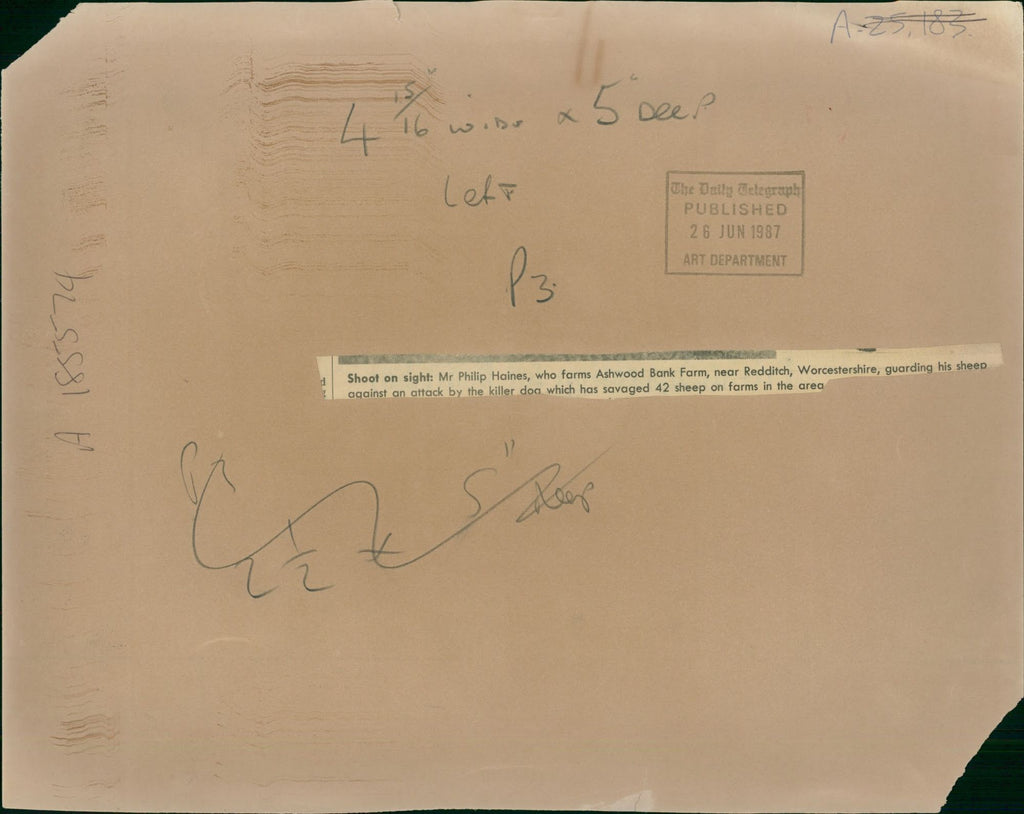 A-25,183.
4 15/16" wide x 5" Deep
Left
The Daily Telegraph
PUBLISHED
26 JUN 1987
ART DEPARTMENT
P3
A 185574
Shoot on sight: Mr Philip Haines, who farms Ashwood Bank Farm, near Redditch, Worcestershire, guarding his sheep
against an attack by the killer dog which has savaged 42 sheep on farms in the area
5" Deep
2 1/2 x